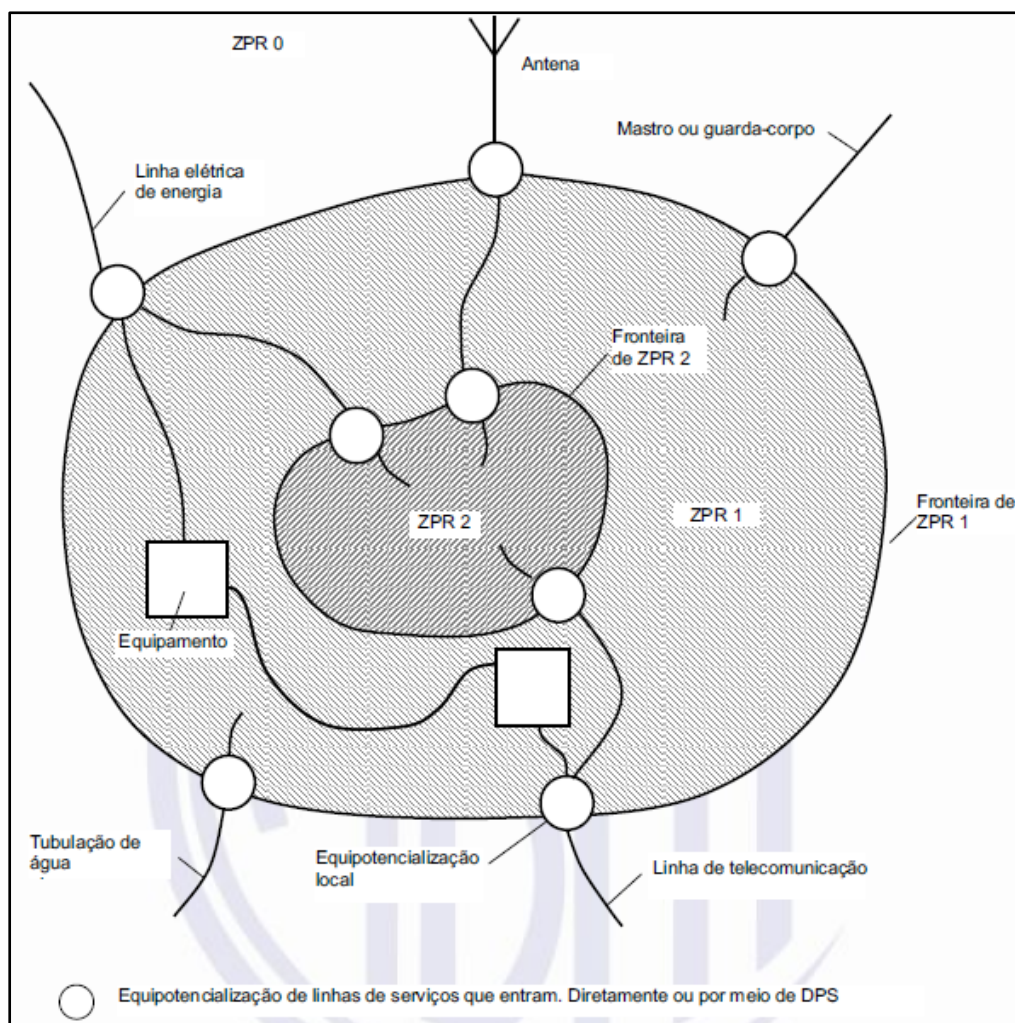 ZPR 0
Antena
Mastro ou guarda-corpo
Linha elétrica
de energia
Fronteira
de ZPR 2
ZPR 2
ZPR 1
Fronteira de
ZPR 1
Equipamento
Tubulação de
água
Equipotencialização
local
Linha de telecomunicação
Equipotencialização de linhas de serviços que entram. Diretamente ou por meio de DPS